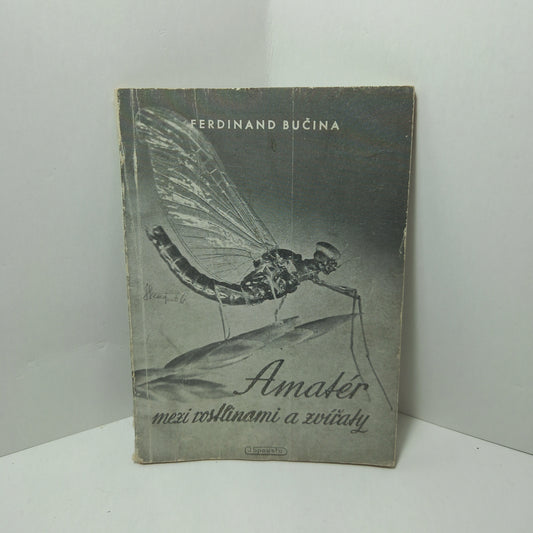 FERDINAND BUČINA
Amatér
mezi rostlinami a zvířaty